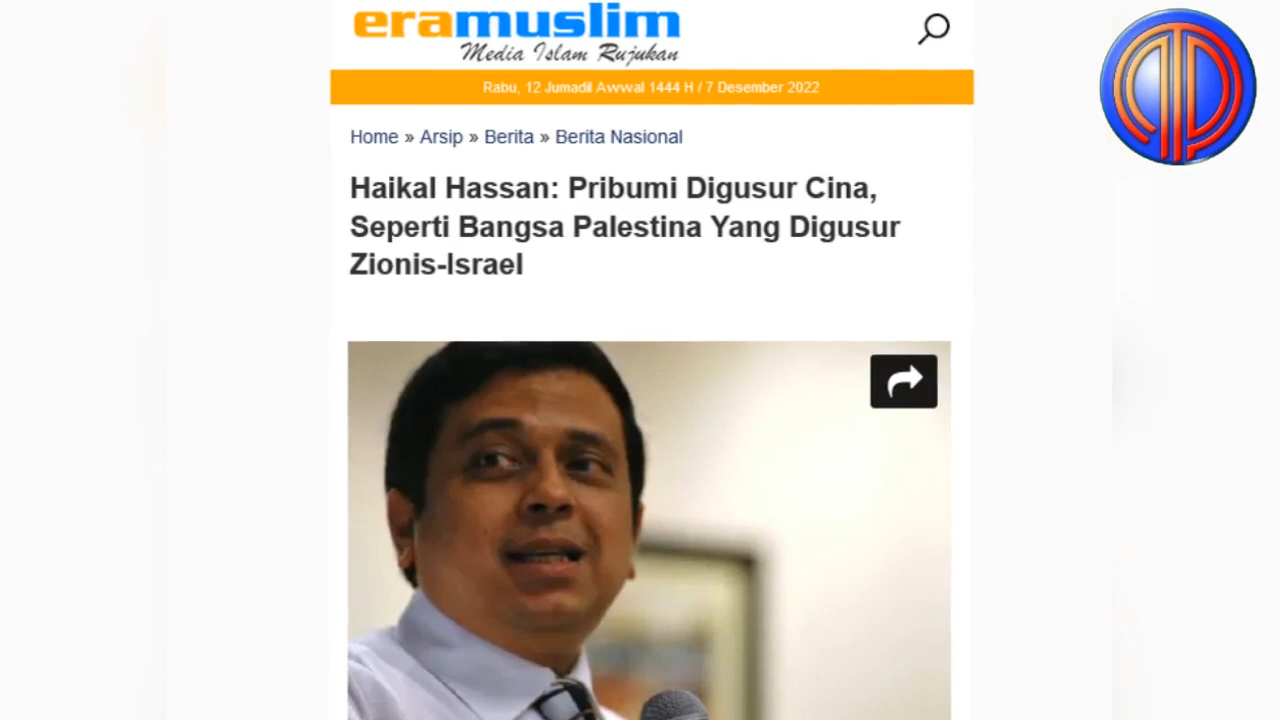 eramuslim
Media Islam Rujukan
Rabu, 12 Jumadil Awwal 1444 H / 7 Desember 2022
Home » Arsip » Berita » Berita Nasional
Haikal Hassan: Pribumi Digusur Cina,
Seperti Bangsa Palestina Yang Digusur
Zionis-Israel